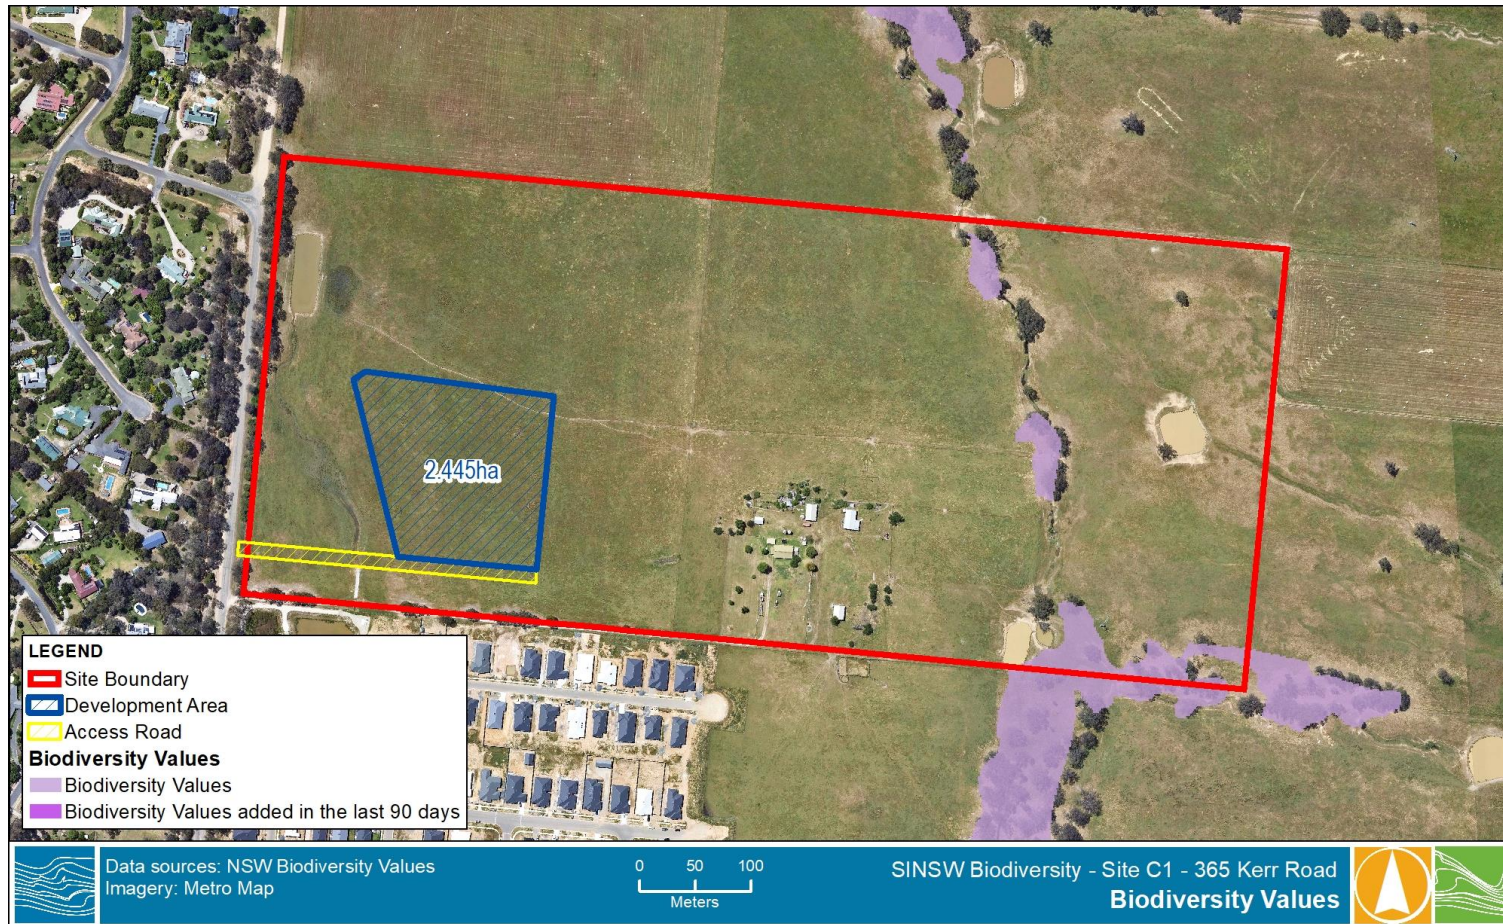 2.445ha
LEGEND
Site Boundary
Development Area
Access Road
Biodiversity Values
Biodiversity Values
Biodiversity Values added in the last 90 days
Data sources: NSW Biodiversity Values
Imagery: Metro Map
0 50 100
Meters
SINSW Biodiversity - Site C1 - 365 Kerr Road
Biodiversity Values